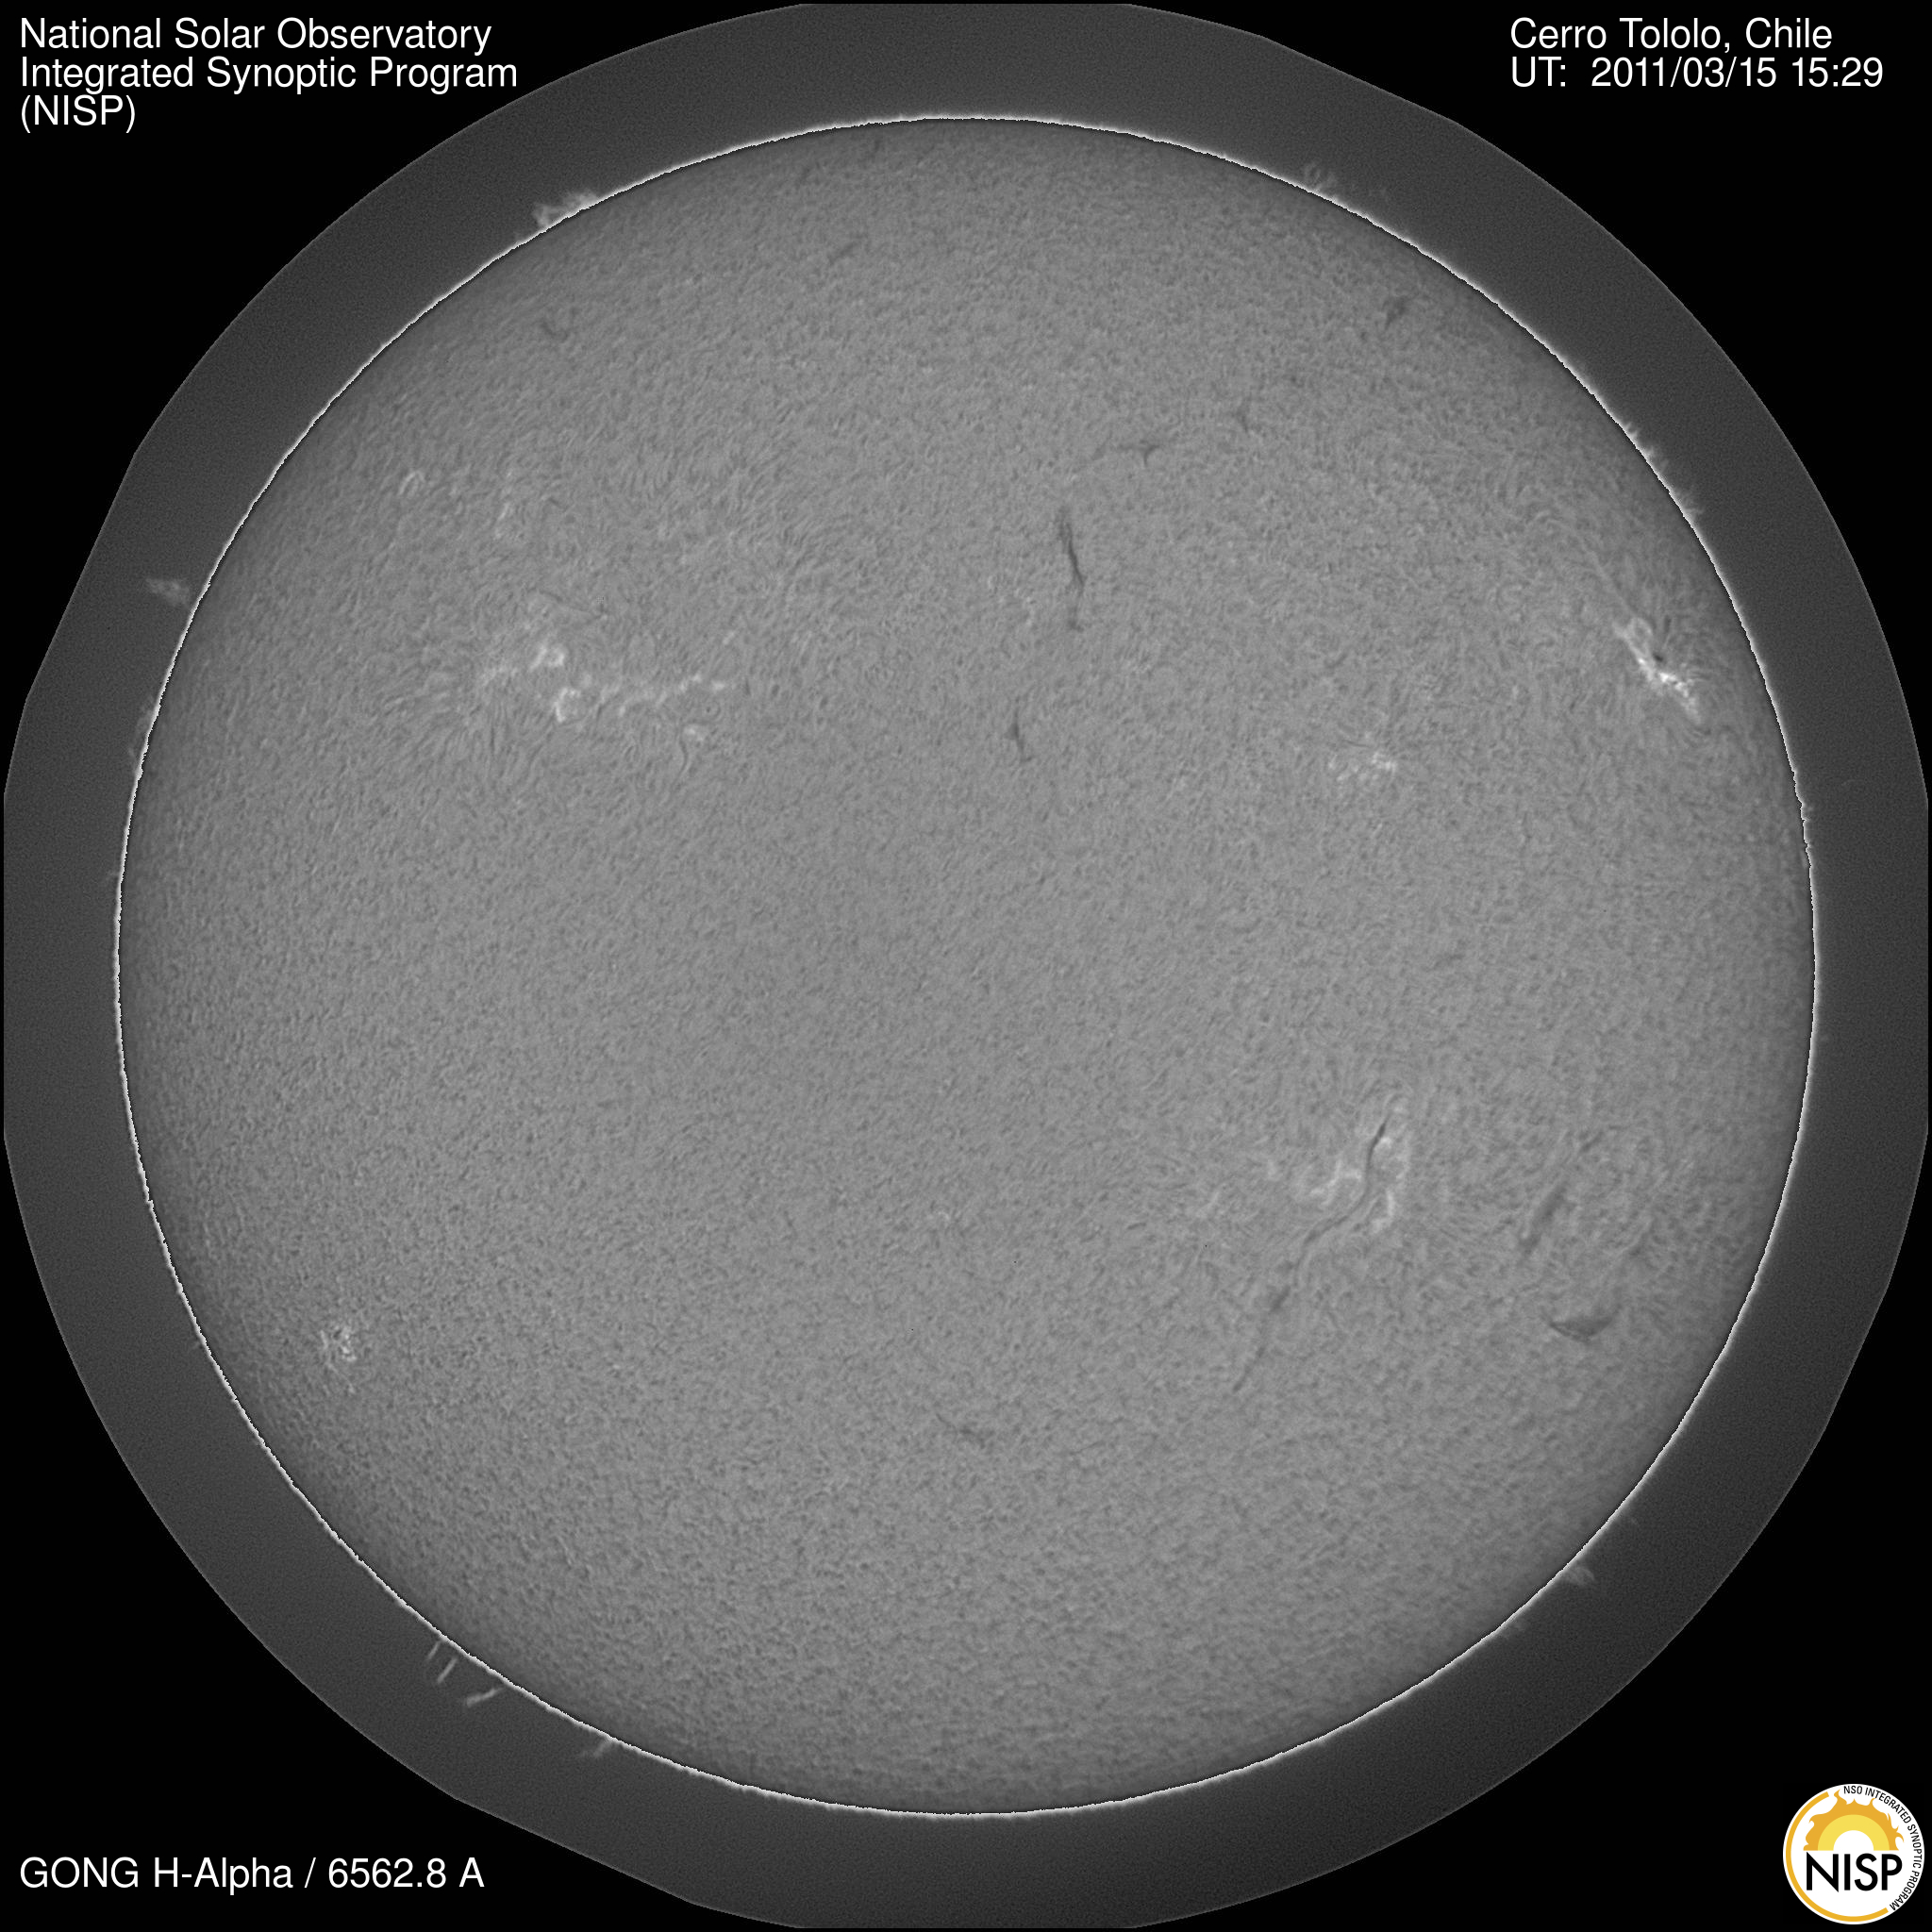 National Solar Observatory
Integrated Synoptic Program
(NISP)
Cerro Tololo, Chile
UT: 2011/03/15 15:29
GONG H-Alpha / 6562.8 A
NSO INTEGRATED SYNOPTIC PROGRAM
NISP